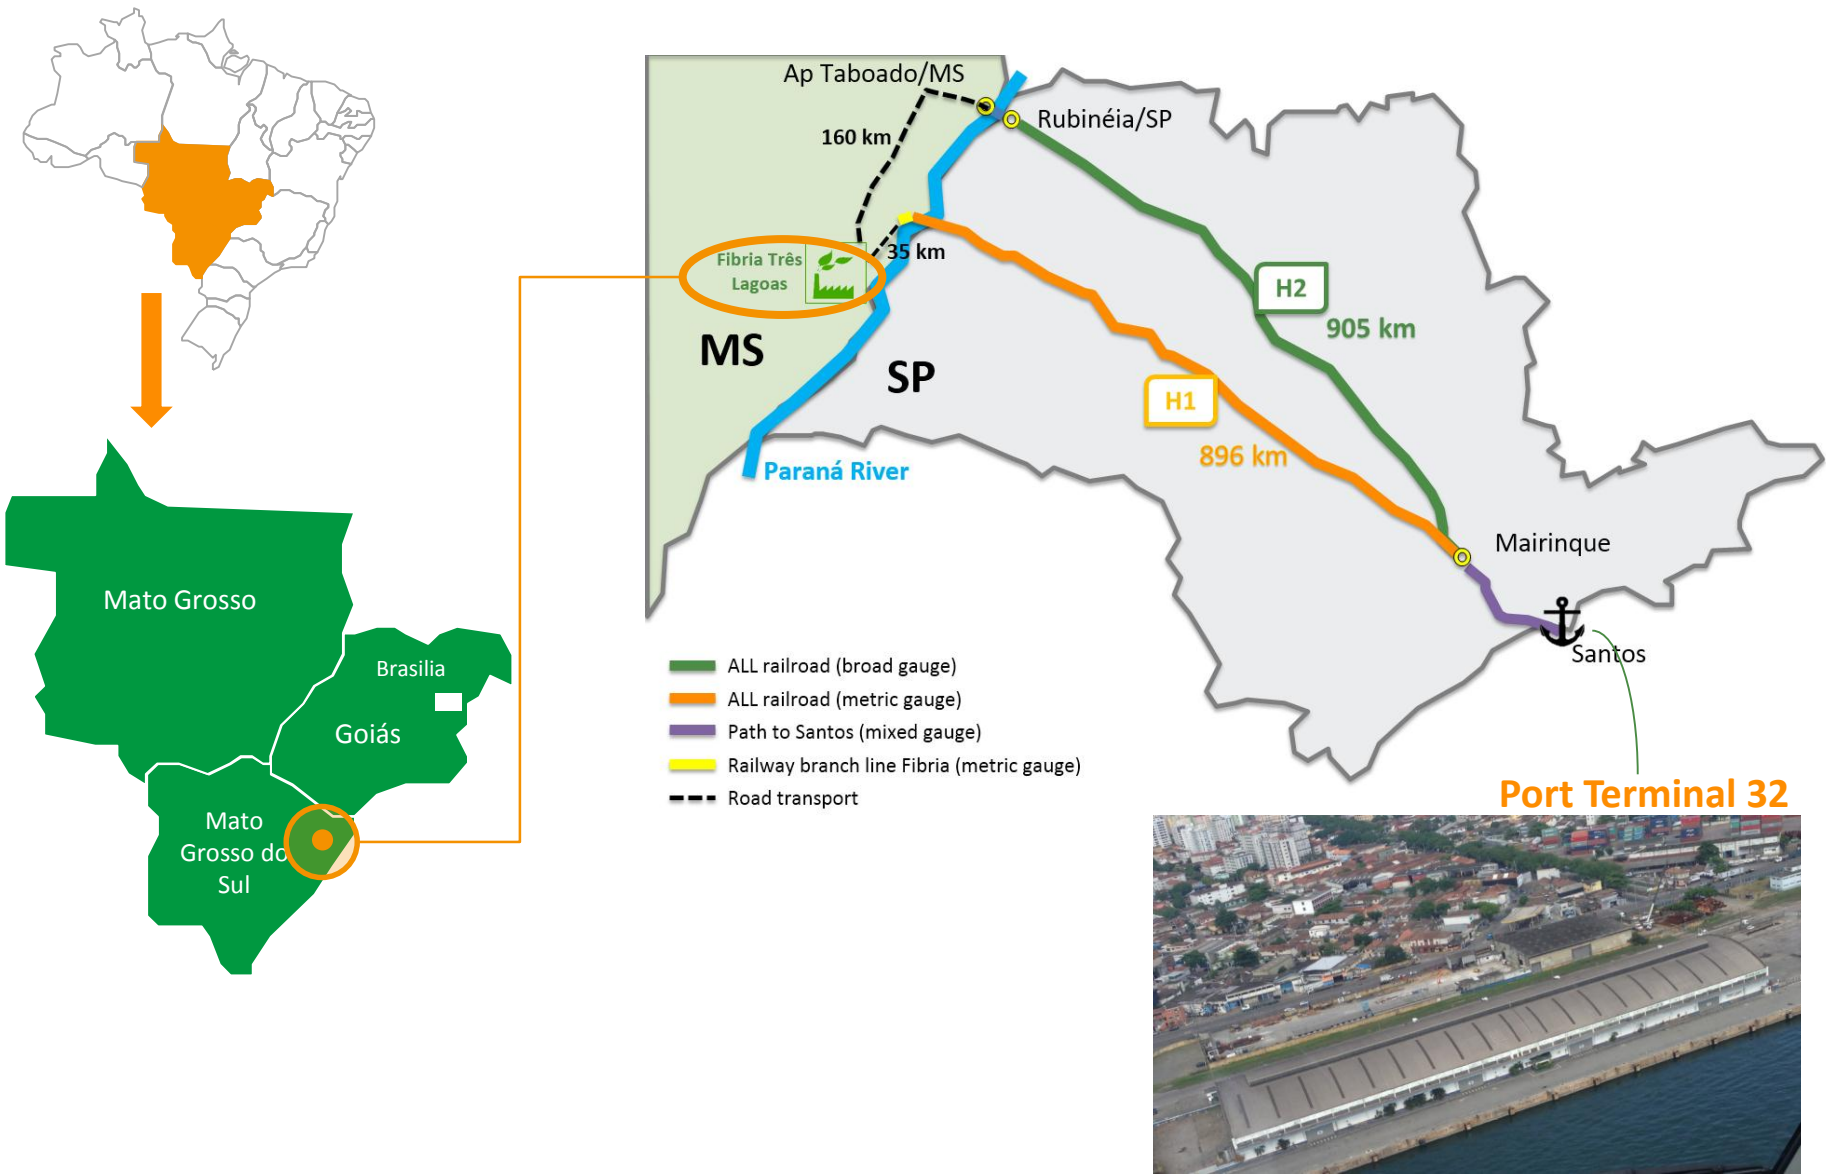 Ap Taboado/MS
Rubinéia/SP
160 km
35 km
Fibria Três
Lagoas
H2
905 km
MS
SP
H1
896 km
Paraná River
Mairinque
Santos
Mato Grosso
Brasilia
Goiás
Mato
Grosso do
Sul
ALL railroad (broad gauge)
ALL railroad (metric gauge)
Path to Santos (mixed gauge)
Railway branch line Fibria (metric gauge)
Road transport
Port Terminal 32